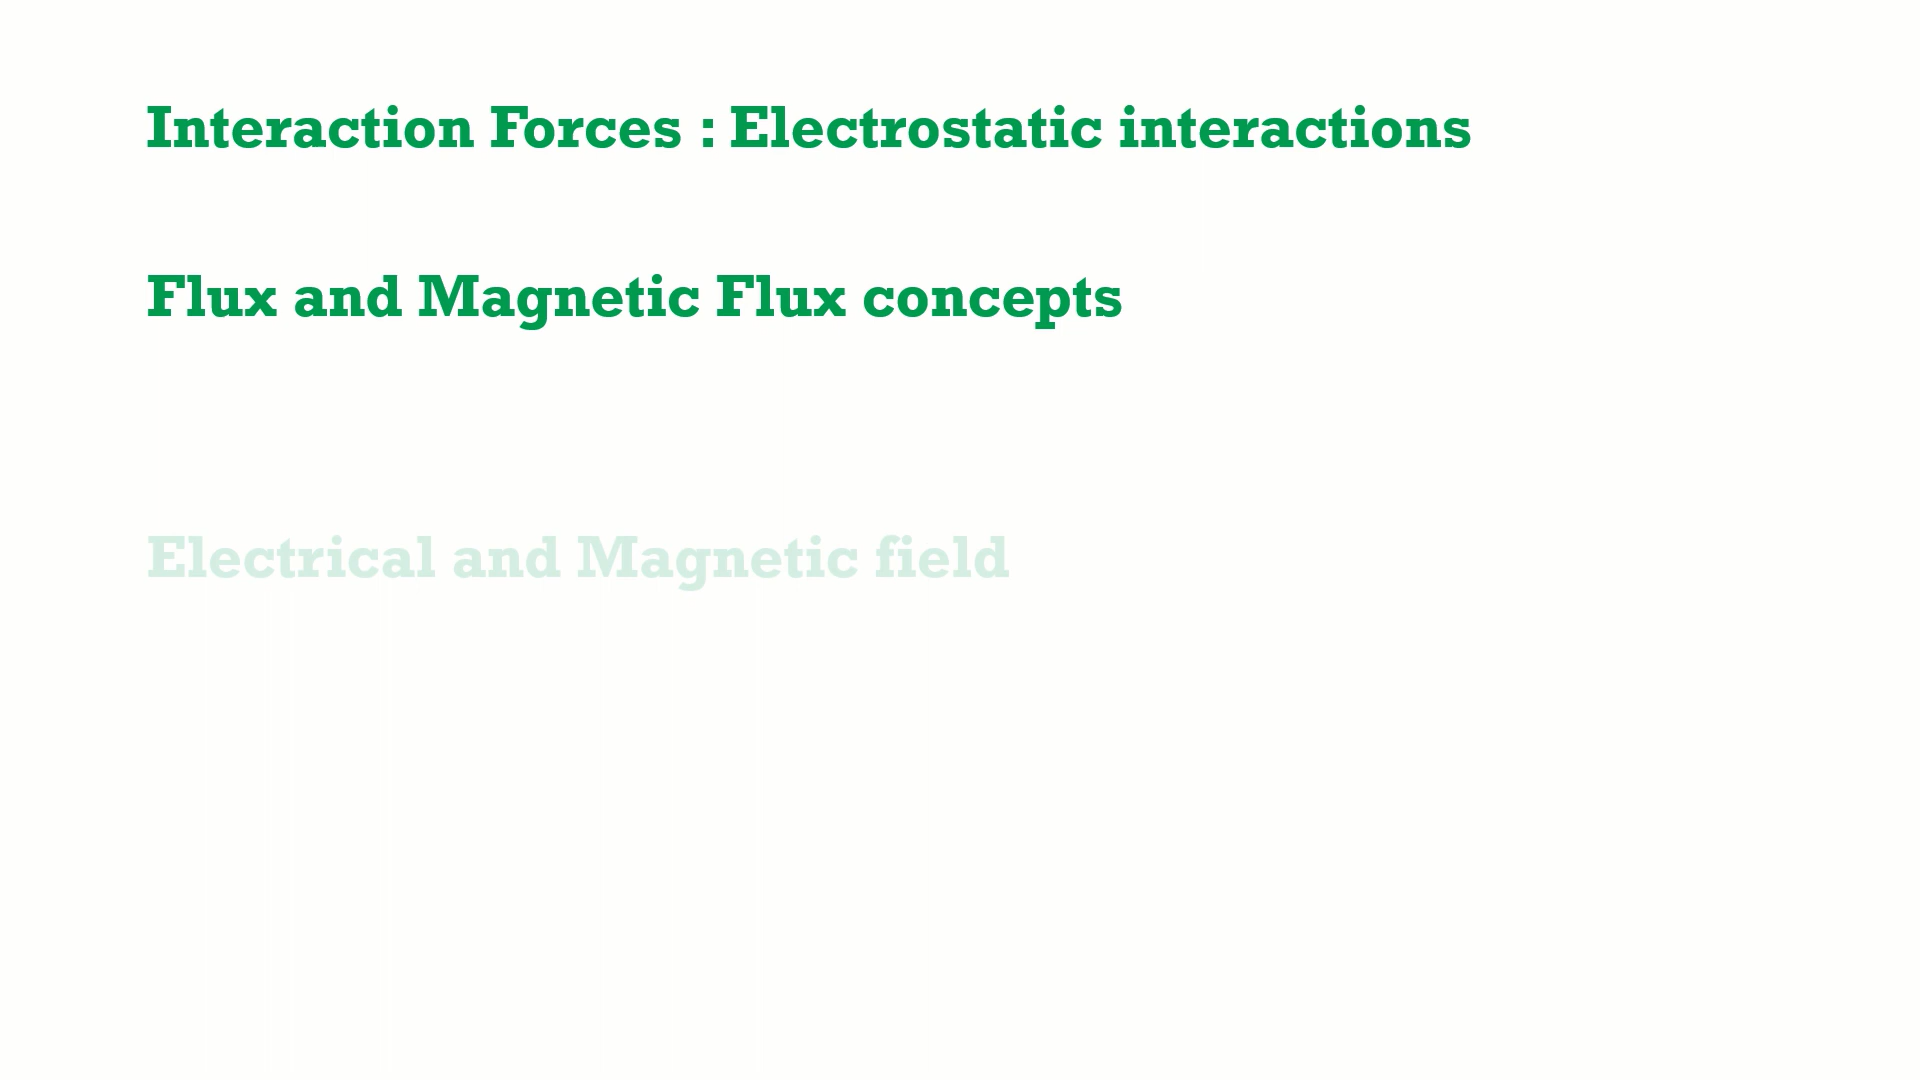 Interaction Forces : Electrostatic interactions
Flux and Magnetic Flux concepts
Electrical and Magnetic field